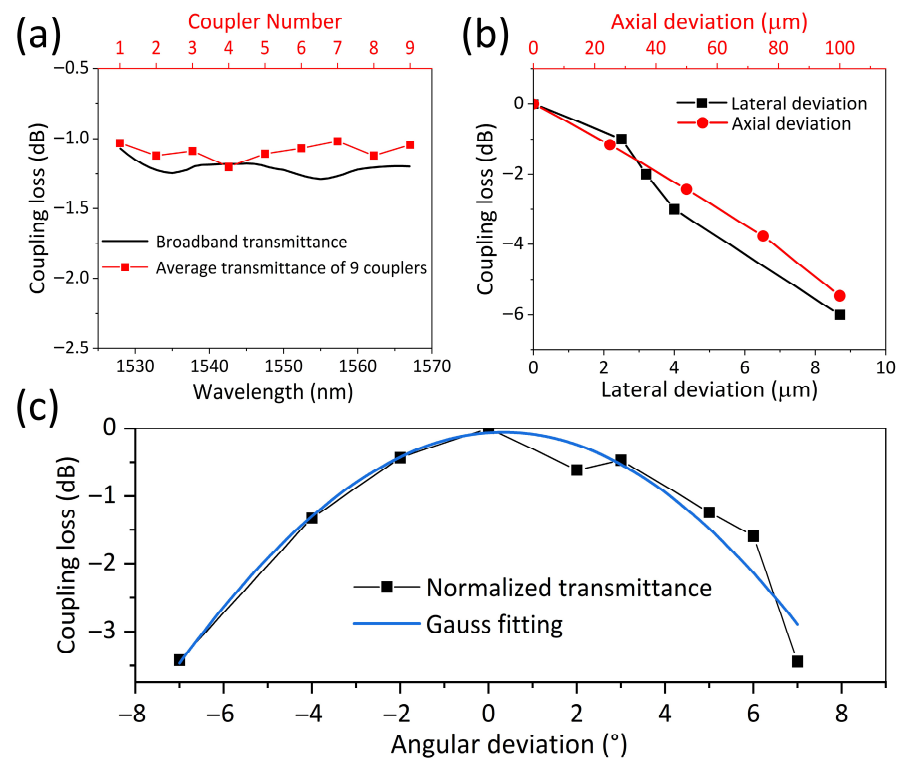 (a)
Coupler Number
1 2 3 4 5 6 7 8 9
−0.5
−1.0
−1.5
−2.0
−2.5
Coupling loss (dB)
Broadband transmittance
Average transmittance of 9 couplers
1530 1540 1550 1560 1570
Wavelength (nm)
(b)
Axial deviation (μm)
0 20 40 60 80 100
0
−2
−4
−6
Coupling loss (dB)
Lateral deviation
Axial deviation
0 2 4 6 8 10
Lateral deviation (μm)
(c)
0
−1
−2
−3
Coupling loss (dB)
Normalized transmittance
Gauss fitting
−8 −6 −4 −2 0 2 4 6 8
Angular deviation (°)